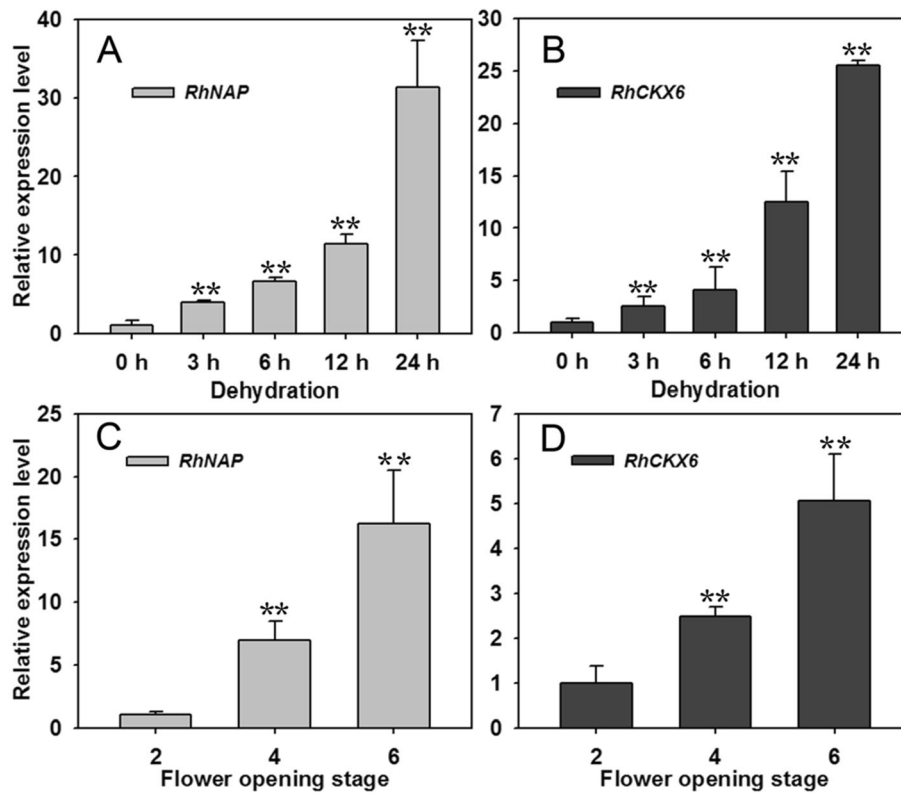 A
RhNAP
Relative expression level
40
30
20
10
0
**
**
**
**
0 h 3 h 6 h 12 h 24 h
Dehydration
B
RhCKX6
30
25
20
15
10
5
0
**
**
**
**
0 h 3 h 6 h 12 h 24 h
Dehydration
C
RhNAP
Relative expression level
25
20
15
10
5
0
**
**
2 4 6
Flower opening stage
D
RhCKX6
7
6
5
4
3
2
1
0
**
**
2 4 6
Flower opening stage